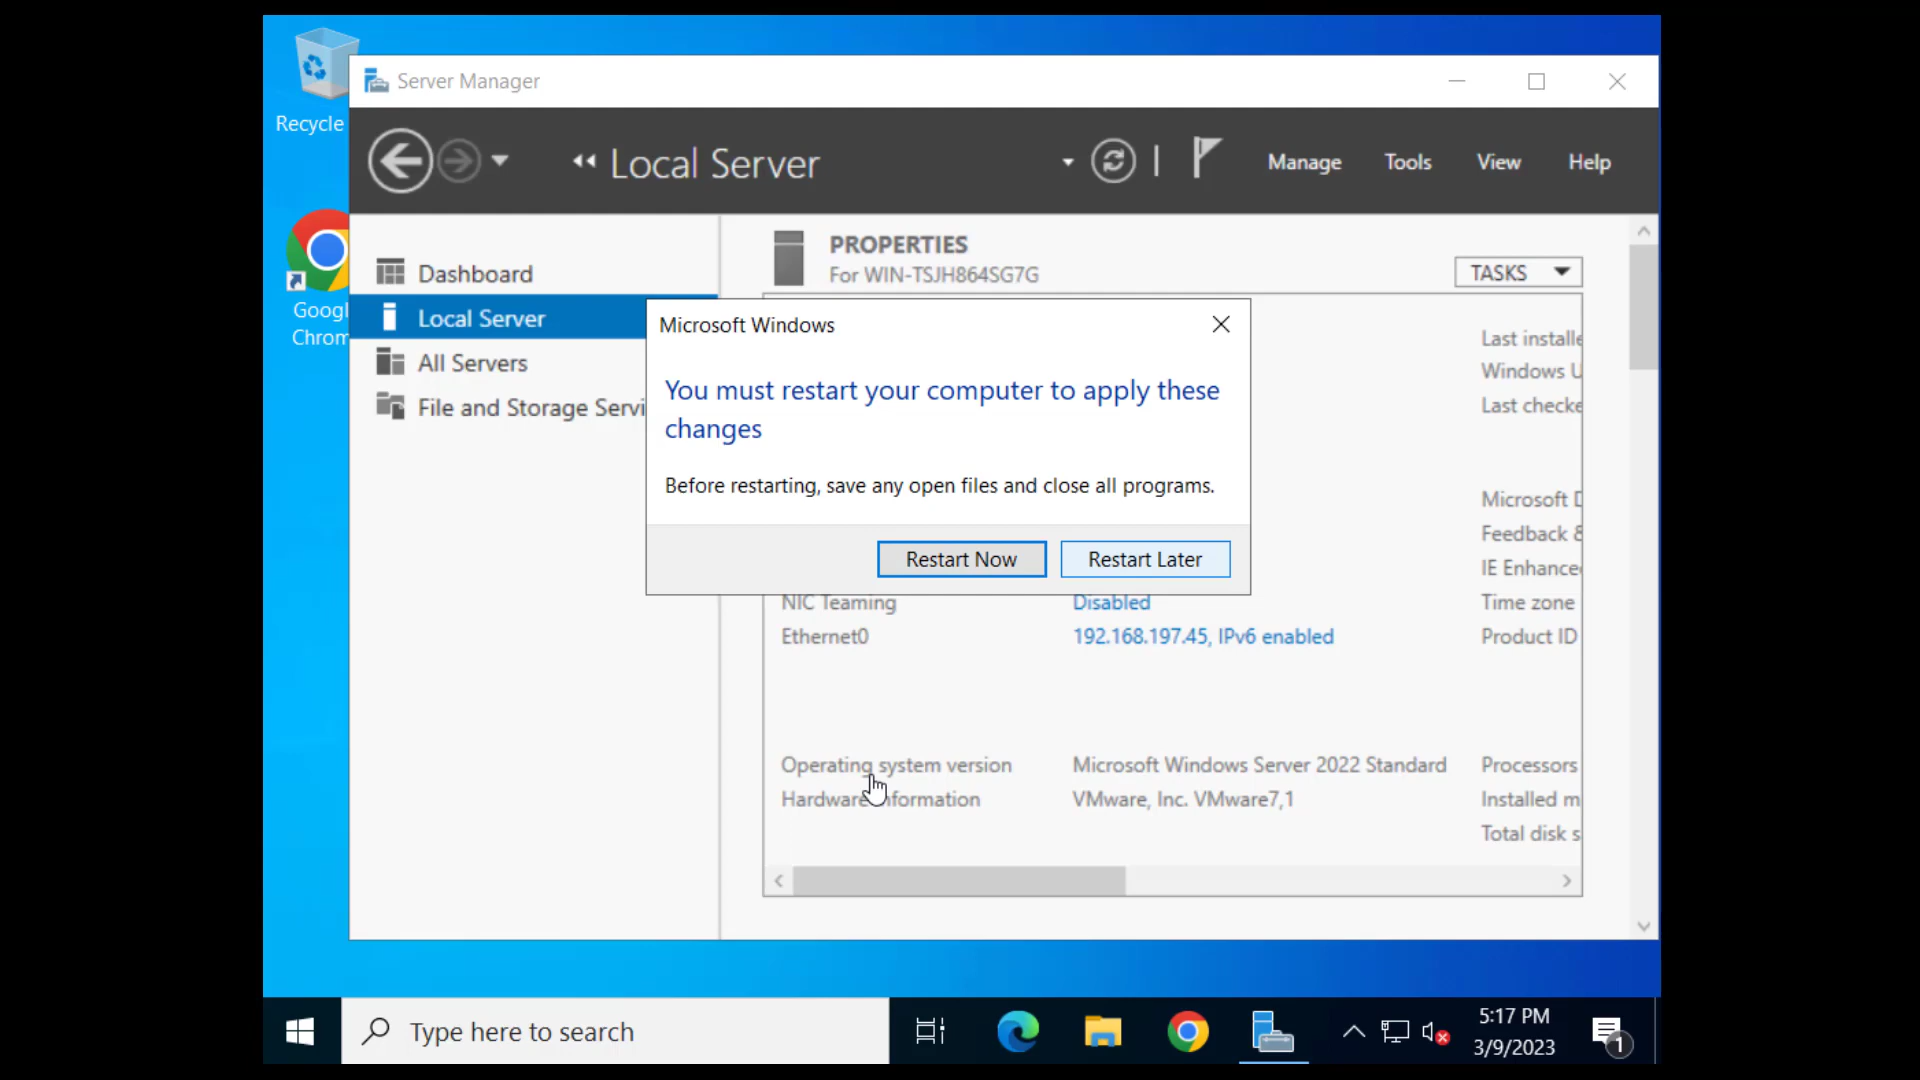 Recycle
Googl
Chrom
Server Manager
Local Server
Manage
Tools
View
Help
Dashboard
Local Server
All Servers
File and Storage Servi
PROPERTIES
For WIN-TSJH864SG7G
TASKS
Last installe
Windows U
Last checke
Microsoft Windows
You must restart your computer to apply these
changes
Before restarting, save any open files and close all programs.
Restart Now
Restart Later
Microsoft D
Feedback &
IE Enhance
NIC Teaming
Disabled
Time zone
Ethernet0
192.168.197.45, IPv6 enabled
Product ID
Operating system version
Microsoft Windows Server 2022 Standard
Processors
Hardware information
VMware, Inc. VMware7,1
Installed m
Total disk s
Type here to search
5:17 PM
3/9/2023
1